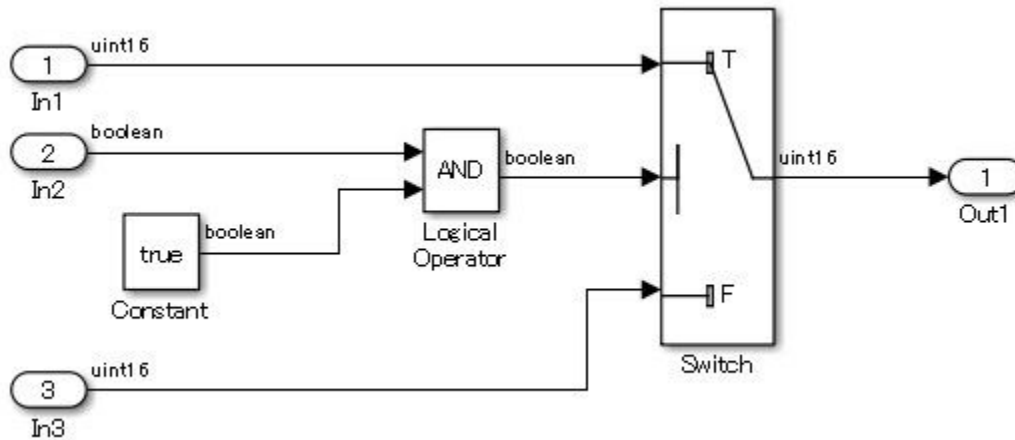 uint16
1
In1
boolean
2
In2
AND
boolean
Logical
Operator
true
boolean
Constant
uint16
3
In3
T
F
Switch
uint16
1
Out1